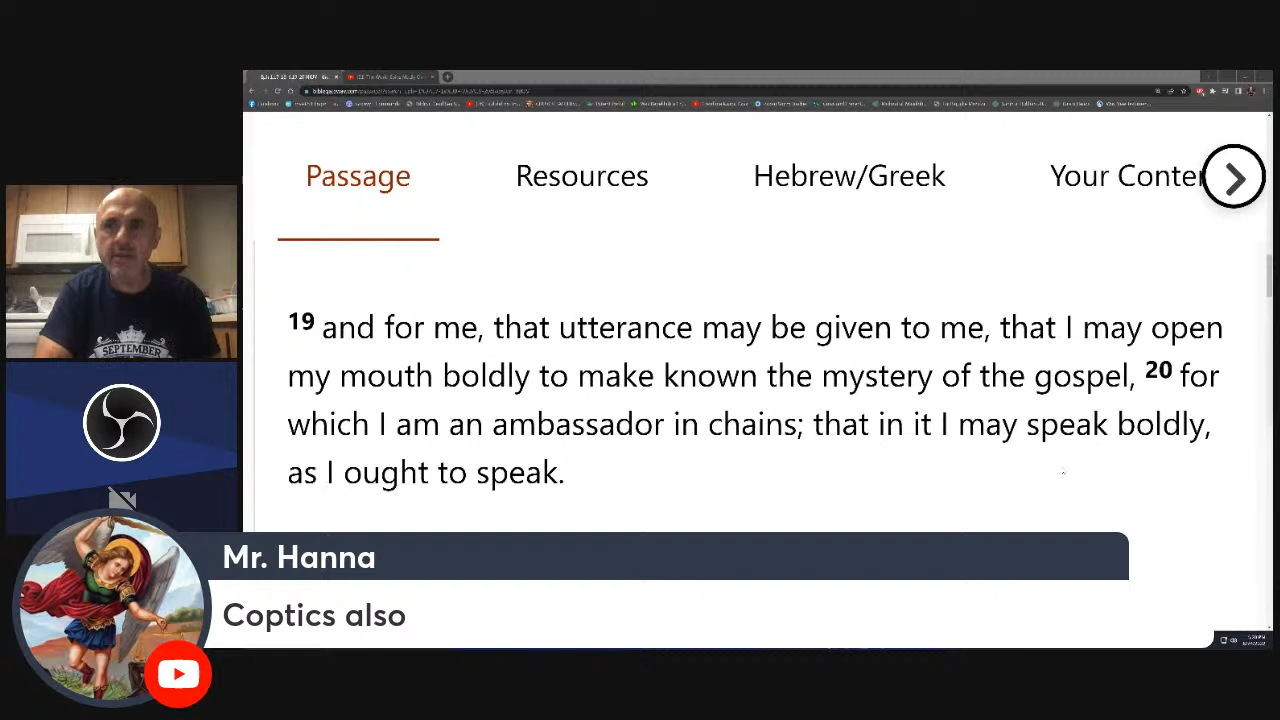 Passage
Resources
Hebrew/Greek
Your Conten
19 and for me, that utterance may be given to me, that I may open
my mouth boldly to make known the mystery of the gospel, 20 for
which I am an ambassador in chains; that in it I may speak boldly,
as I ought to speak.
SEPTEMBER
Mr. Hanna
Coptics also